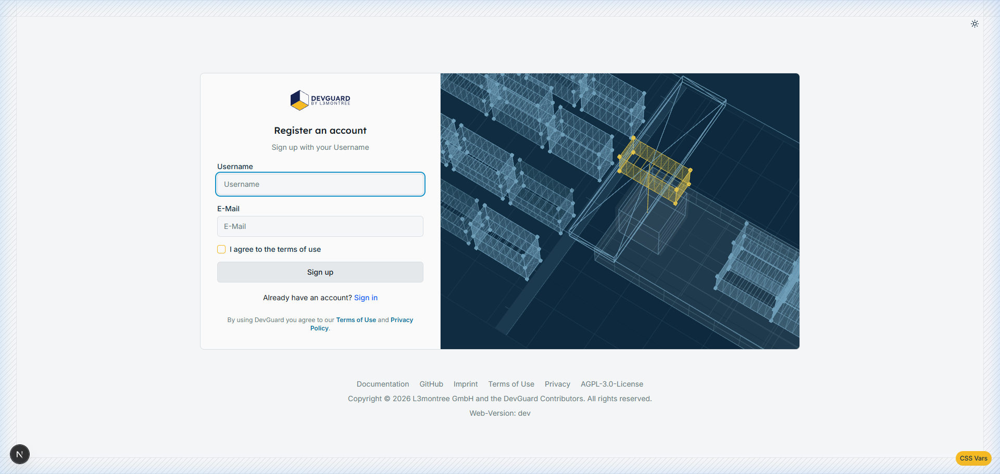 DEVGUARD
BY L3MONTREE
Register an account
Sign up with your Username
Username
Username
E-Mail
E-Mail
I agree to the terms of use
Sign up
Already have an account? Sign in
By using DevGuard you agree to our Terms of Use and Privacy
Policy.
Documentation GitHub Imprint Terms of Use Privacy AGPL-3.0-License
Copyright © 2026 L3montree GmbH and the DevGuard Contributors. All rights reserved.
Web-Version: dev
N
CSS Vars